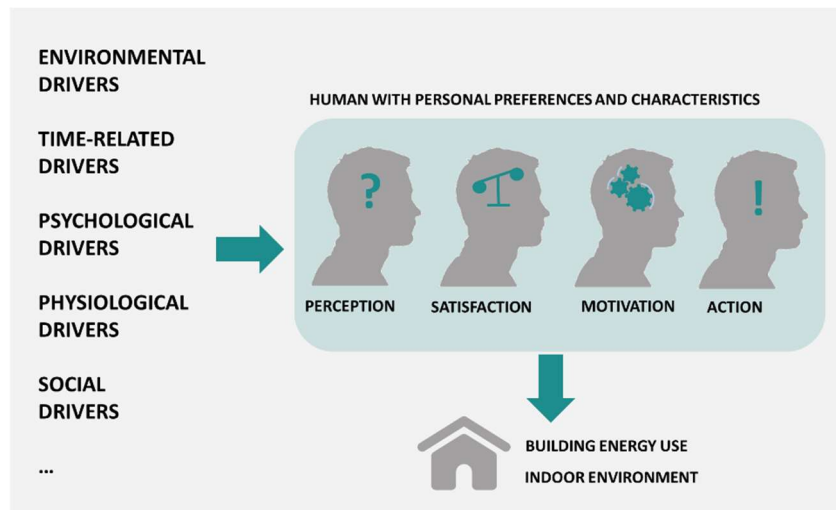 ENVIRONMENTAL
DRIVERS
TIME-RELATED
DRIVERS
PSYCHOLOGICAL
DRIVERS
PHYSIOLOGICAL
DRIVERS
SOCIAL
DRIVERS
...
HUMAN WITH PERSONAL PREFERENCES AND CHARACTERISTICS
?
!
PERCEPTION SATISFACTION MOTIVATION ACTION
BUILDING ENERGY USE
INDOOR ENVIRONMENT